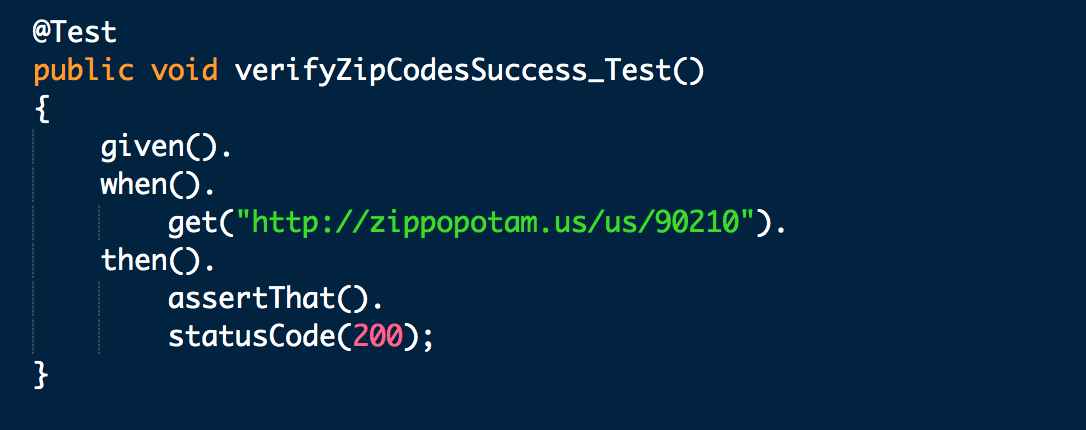 @Test
public void verifyZipCodesSuccess_Test()
{
given().
when().
get("http://zippopotam.us/us/90210").
then().
assertThat().
statusCode(200);
}